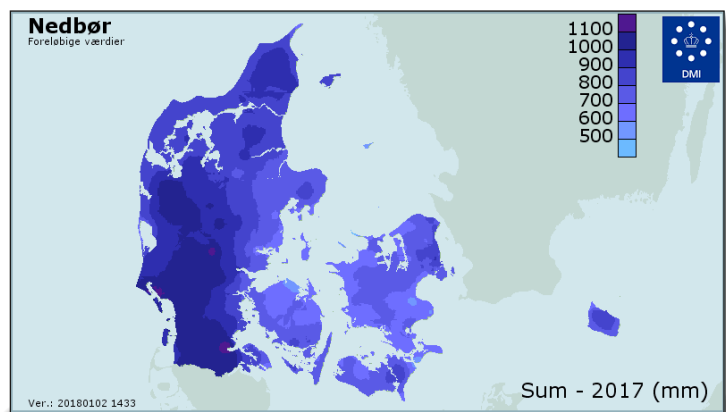 Nedbør
Foreløbige værdier
1100
1000
900
800
700
600
500
DMI
Sum - 2017 (mm)
Ver.: 20180102 1433